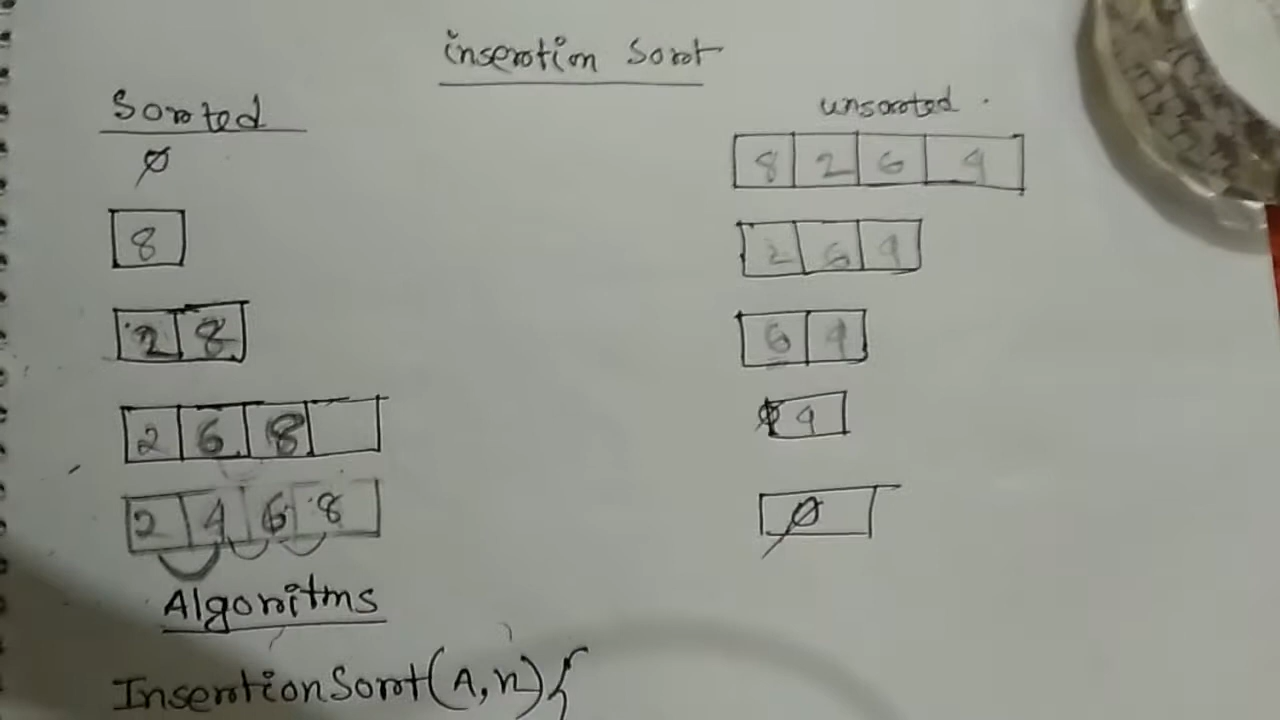 insertion Sort
Sorted unsorted .
Ø 8 2 6 4
8 2 6 4
2 8 6 4
2 6 8 4
2 4 6 8 Ø
Algoritms
InsertionSort(A,n){